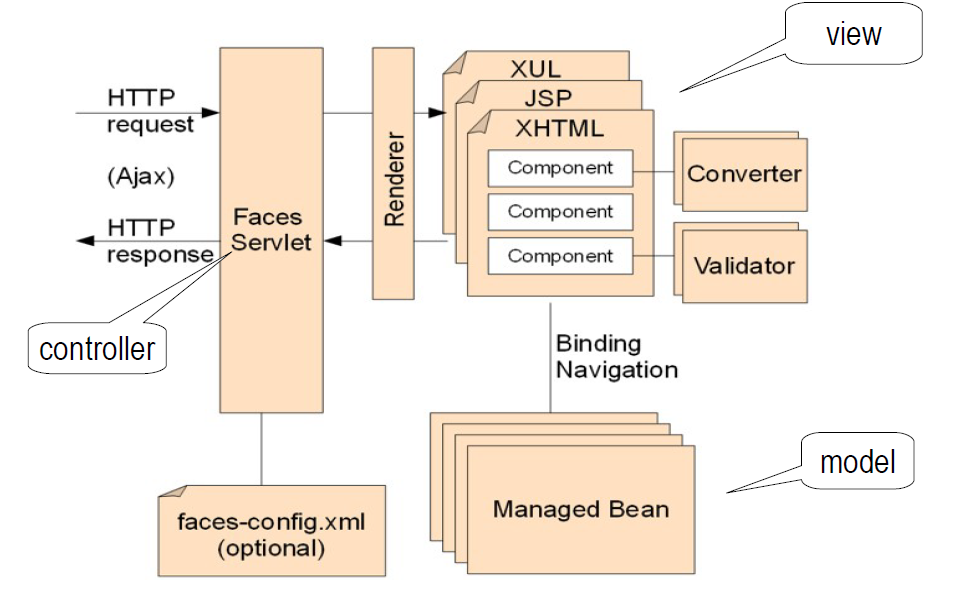 view
XUL
JSP
XHTML
HTTP
request
(Ajax)
HTTP
response
Faces
Servlet
Renderer
Component
Component
Component
Converter
Validator
controller
Binding
Navigation
model
Managed Bean
faces-config.xml
(optional)